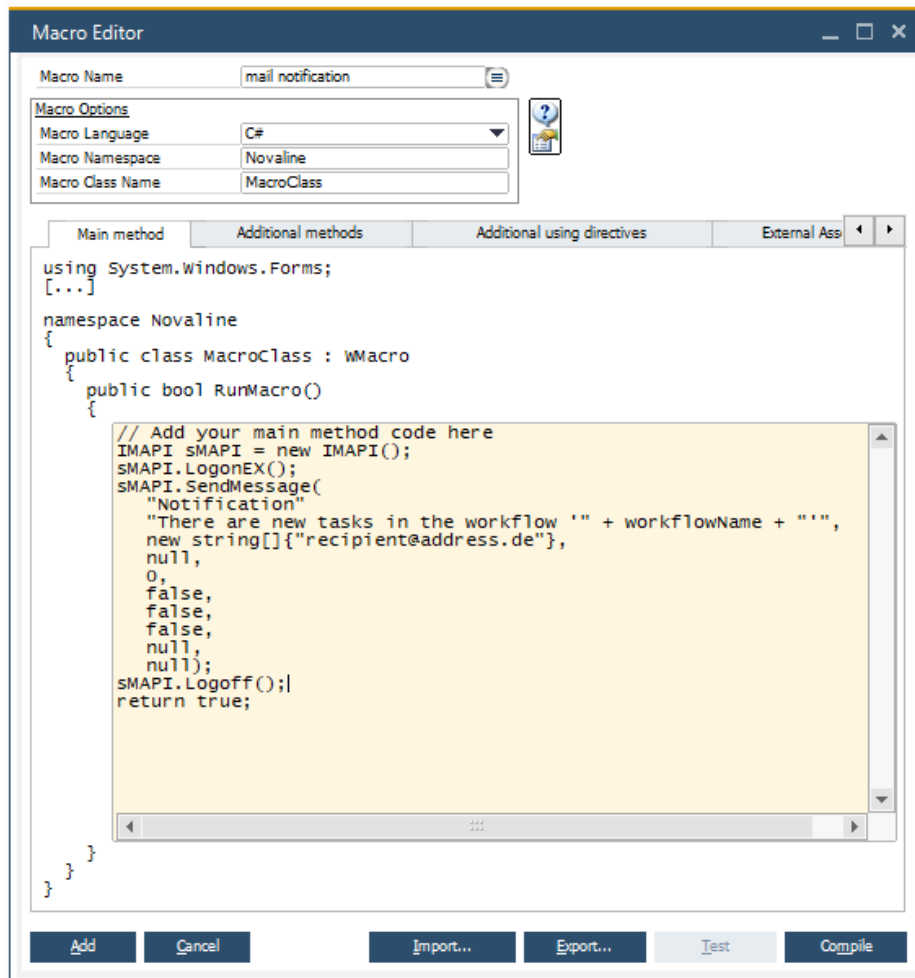 Macro Editor
Macro Name mail notification
Macro Options
Macro Language C#
Macro Namespace Novaline
Macro Class Name MacroClass
Main method Additional methods Additional using directives External Ass
using System.Windows.Forms;
[...]
namespace Novaline
{
public class MacroClass : WMacro
{
public bool RunMacro()
{
// Add your main method code here
IMAPI sMAPI = new IMAPI();
sMAPI.LogonEX();
sMAPI.SendMessage(
"Notification"
"There are new tasks in the workflow '" + workflowName + "'",
new string[]{"recipient@address.de"},
null,
0,
false,
false,
false,
null,
null);
sMAPI.Logoff();
return true;
}
}
}
Add Cancel Import... Export... Test Compile